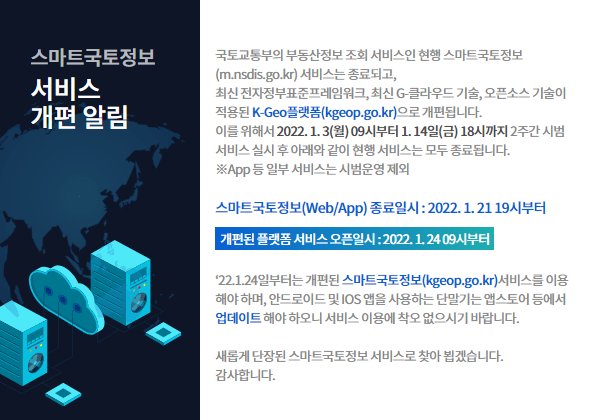 스마트국토정보
서비스
개편 알림
국토교통부의 부동산정보 조회 서비스인 현행 스마트국토정보
(m.nsdis.go.kr) 서비스는 종료되고,
최신 전자정부표준프레임워크, 최신 G-클라우드 기술, 오픈소스 기술이
적용된 K-Geo플랫폼(kgeop.go.kr)으로 개편됩니다.
이를 위해서 2022. 1. 3(월) 09시부터 1. 14일(금) 18시까지 2주간 시범
서비스 실시 후 아래와 같이 현행 서비스는 모두 종료됩니다.
※App 등 일부 서비스는 시범운영 제외
스마트국토정보(Web/App) 종료일시 : 2022. 1. 21 19시부터
개편된 플랫폼 서비스 오픈일시 : 2022. 1. 24 09시부터
‘22.1.24일부터는 개편된 스마트국토정보(kgeop.go.kr)서비스를 이용
해야 하며, 안드로이드 및 IOS 앱을 사용하는 단말기는 앱스토어 등에서
업데이트 해야 하오니 서비스 이용에 착오 없으시기 바랍니다.
새롭게 단장된 스마트국토정보 서비스로 찾아 뵙겠습니다.
감사합니다.